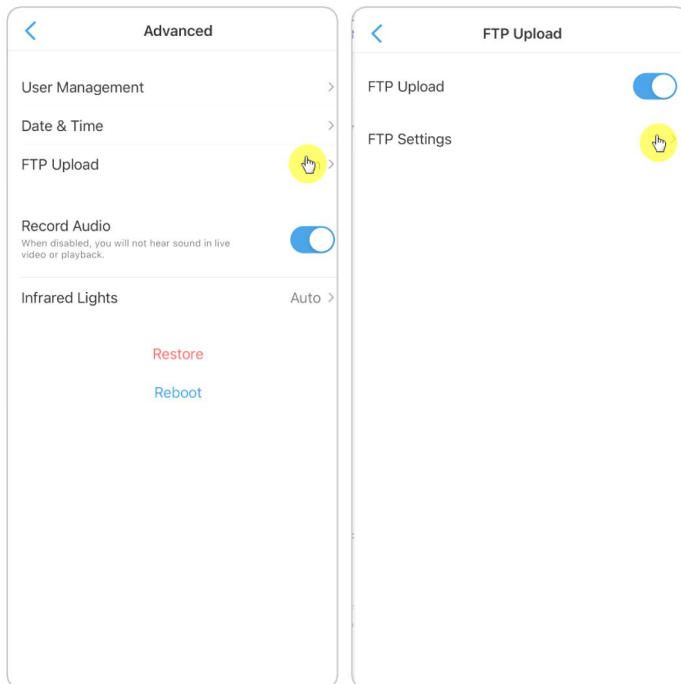 Advanced
User Management
Date & Time
FTP Upload
Record Audio
When disabled, you will not hear sound in live
video or playback.
Infrared Lights
Auto
Restore
Reboot
FTP Upload
FTP Upload
FTP Settings